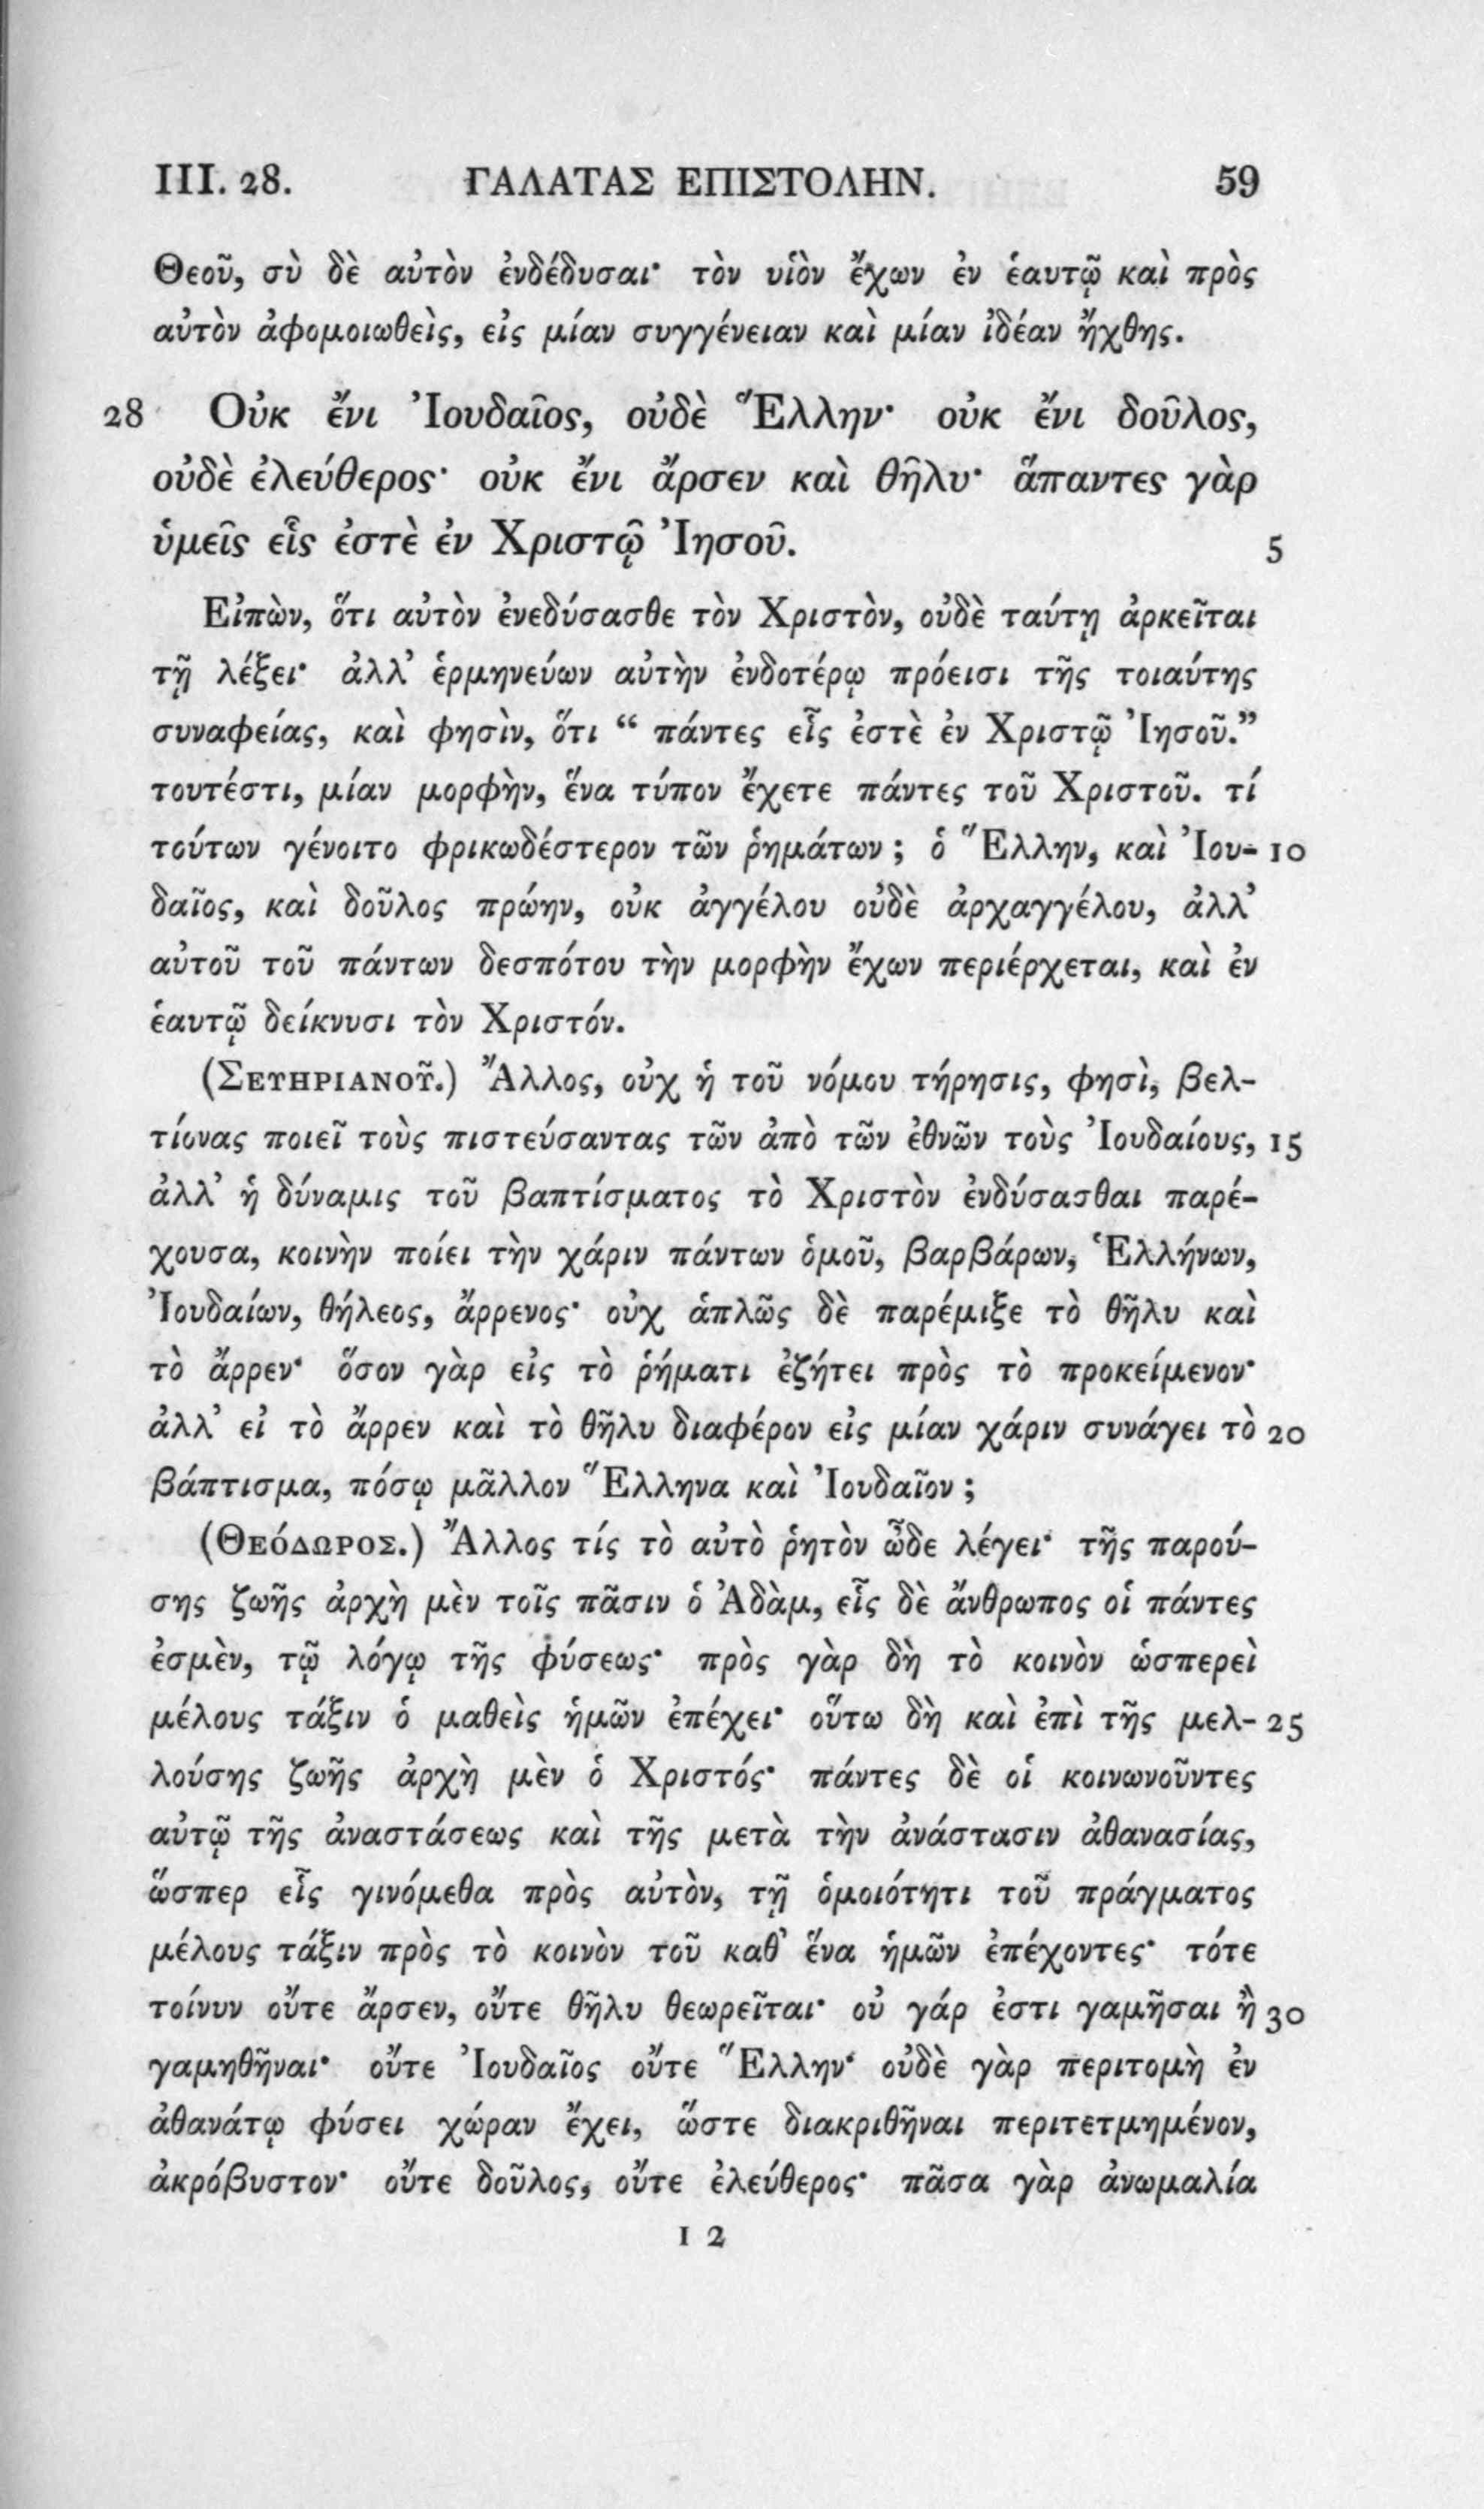 III. 28. ΓΑΛΑΤΑΣ ΕΠΙΣΤΟΛΗΝ. 59
Θεοῦ, σὺ δὲ αὐτὸν ἐνδέδυσαι· τὸν υἱὸν ἔχων ἐν ἑαυτῷ καὶ πρὸς
αὐτὸν ἀφομοιωθεὶς, εἰς μίαν συγγένειαν καὶ μίαν ἰδέαν ἤχθης.
28 Οὐκ ἔνι Ἰουδαῖος, οὐδὲ Ἕλλην· οὐκ ἔνι δοῦλος,
οὐδὲ ἐλεύθερος· οὐκ ἔνι ἄρσεν καὶ θῆλυ· ἅπαντες γὰρ
ὑμεῖς εἷς ἐστὲ ἐν Χριστῷ Ἰησοῦ. 5
Εἰπὼν, ὅτι αὐτὸν ἐνεδύσασθε τὸν Χριστὸν, οὐδὲ ταύτῃ ἀρκεῖται
τῇ λέξει· ἀλλ' ἑρμηνεύων αὐτὴν ἐνδοτέρῳ πρόεισι τῆς τοιαύτης
συναφείας, καὶ φησὶν, ὅτι “ πάντες εἷς ἐστὲ ἐν Χριστῷ Ἰησοῦ.”
τουτέστι, μίαν μορφὴν, ἕνα τύπον ἔχετε πάντες τοῦ Χριστοῦ. τί
τούτων γένοιτο φρικωδέστερον τῶν ῥημάτων ; ὁ Ἕλλην, καὶ Ἰου- 10
δαῖος, καὶ δοῦλος πρώην, οὐκ ἀγγέλου οὐδὲ ἀρχαγγέλου, ἀλλ'
αὐτοῦ τοῦ πάντων δεσπότου τὴν μορφὴν ἔχων περιέρχεται, καὶ ἐν
ἑαυτῷ δείκνυσι τὸν Χριστόν.
(Σευηριανοῦ.) Ἄλλος, οὐχ ἡ τοῦ νόμου τήρησις, φησὶ, βελ-
τίονας ποιεῖ τοὺς πιστεύσαντας τῶν ἀπὸ τῶν ἐθνῶν τοὺς Ἰουδαίους, 15
ἀλλ' ἡ δύναμις τοῦ βαπτίσματος τὸ Χριστὸν ἐνδύσασθαι παρέ-
χουσα, κοινὴν ποίει τὴν χάριν πάντων ὁμοῦ, βαρβάρων, Ἑλλήνων,
Ἰουδαίων, θήλεος, ἄρρενος· οὐχ ἁπλῶς δὲ παρέμιξε τὸ θῆλυ καὶ
τὸ ἄρρεν· ὅσον γὰρ εἰς τὸ ῥήματι ἐζήτει πρὸς τὸ προκείμενον·
ἀλλ' εἰ τὸ ἄρρεν καὶ τὸ θῆλυ διαφέρον εἰς μίαν χάριν συνάγει τὸ 20
βάπτισμα, πόσῳ μᾶλλον Ἕλληνα καὶ Ἰουδαῖον ;
(Θεόδωρος.) Ἄλλος τίς τὸ αὐτὸ ῥητὸν ὧδε λέγει· τῆς παρού-
σης ζωῆς ἀρχὴ μὲν τοῖς πᾶσιν ὁ Ἀδὰμ, εἷς δὲ ἄνθρωπος οἱ πάντες
ἐσμὲν, τῷ λόγῳ τῆς φύσεως· πρὸς γὰρ δὴ τὸ κοινὸν ὡσπερεὶ
μέλους τάξιν ὁ μαθεὶς ἡμῶν ἐπέχει· οὕτω δὴ καὶ ἐπὶ τῆς μελ- 25
λούσης ζωῆς ἀρχὴ μὲν ὁ Χριστός· πάντες δὲ οἱ κοινωνοῦντες
αὐτῷ τῆς ἀναστάσεως καὶ τῆς μετὰ τὴν ἀνάστασιν ἀθανασίας,
ὥσπερ εἷς γινόμεθα πρὸς αὐτὸν, τῇ ὁμοιότητι τοῦ πράγματος
μέλους τάξιν πρὸς τὸ κοινὸν τοῦ καθ' ἕνα ἡμῶν ἐπέχοντες· τότε
τοίνυν οὔτε ἄρσεν, οὔτε θῆλυ θεωρεῖται· οὐ γάρ ἐστι γαμῆσαι ἢ 30
γαμηθῆναι· οὔτε Ἰουδαῖος οὔτε Ἕλλην· οὐδὲ γὰρ περιτομὴ ἐν
ἀθανάτῳ φύσει χώραν ἔχει, ὥστε διακριθῆναι περιτετμημένον,
ἀκρόβυστον· οὔτε δοῦλος, οὔτε ἐλεύθερος· πᾶσα γὰρ ἀνωμαλία
I 2